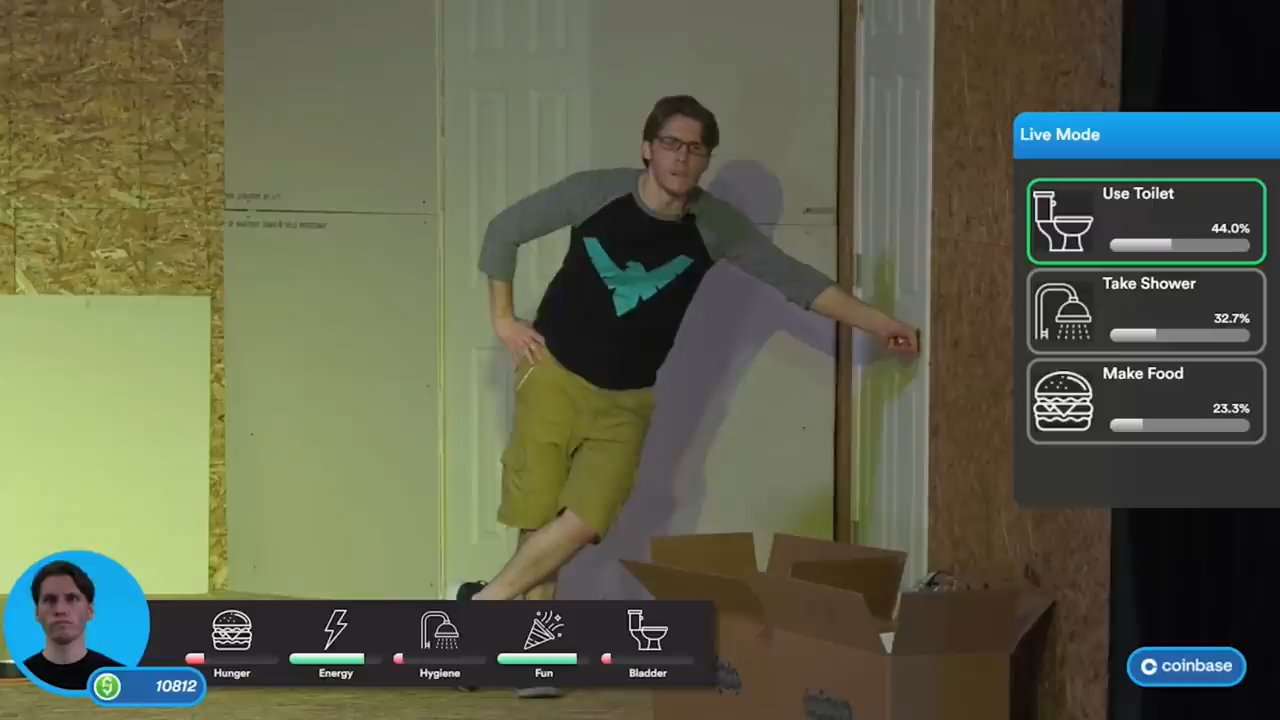 Live Mode
Use Toilet
44.0%
Take Shower
32.7%
Make Food
23.3%
Hunger
Energy
Hygiene
Fun
Bladder
10812
coinbase